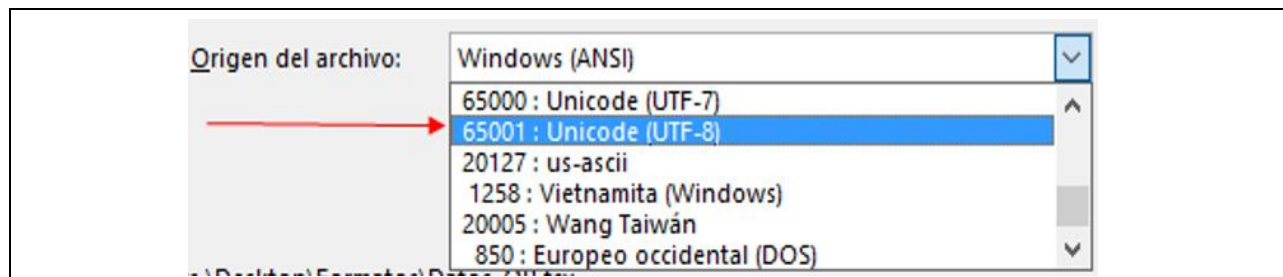 Origen del archivo: Windows (ANSI)
65000 : Unicode (UTF-7)
65001 : Unicode (UTF-8)
20127 : us-ascii
1258 : Vietnamita (Windows)
20005 : Wang Taiwán
850 : Europeo occidental (DOS)